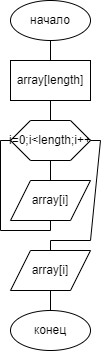 начало
array[length]
i=0;i<length;i++
array[i]
array[i]
конец